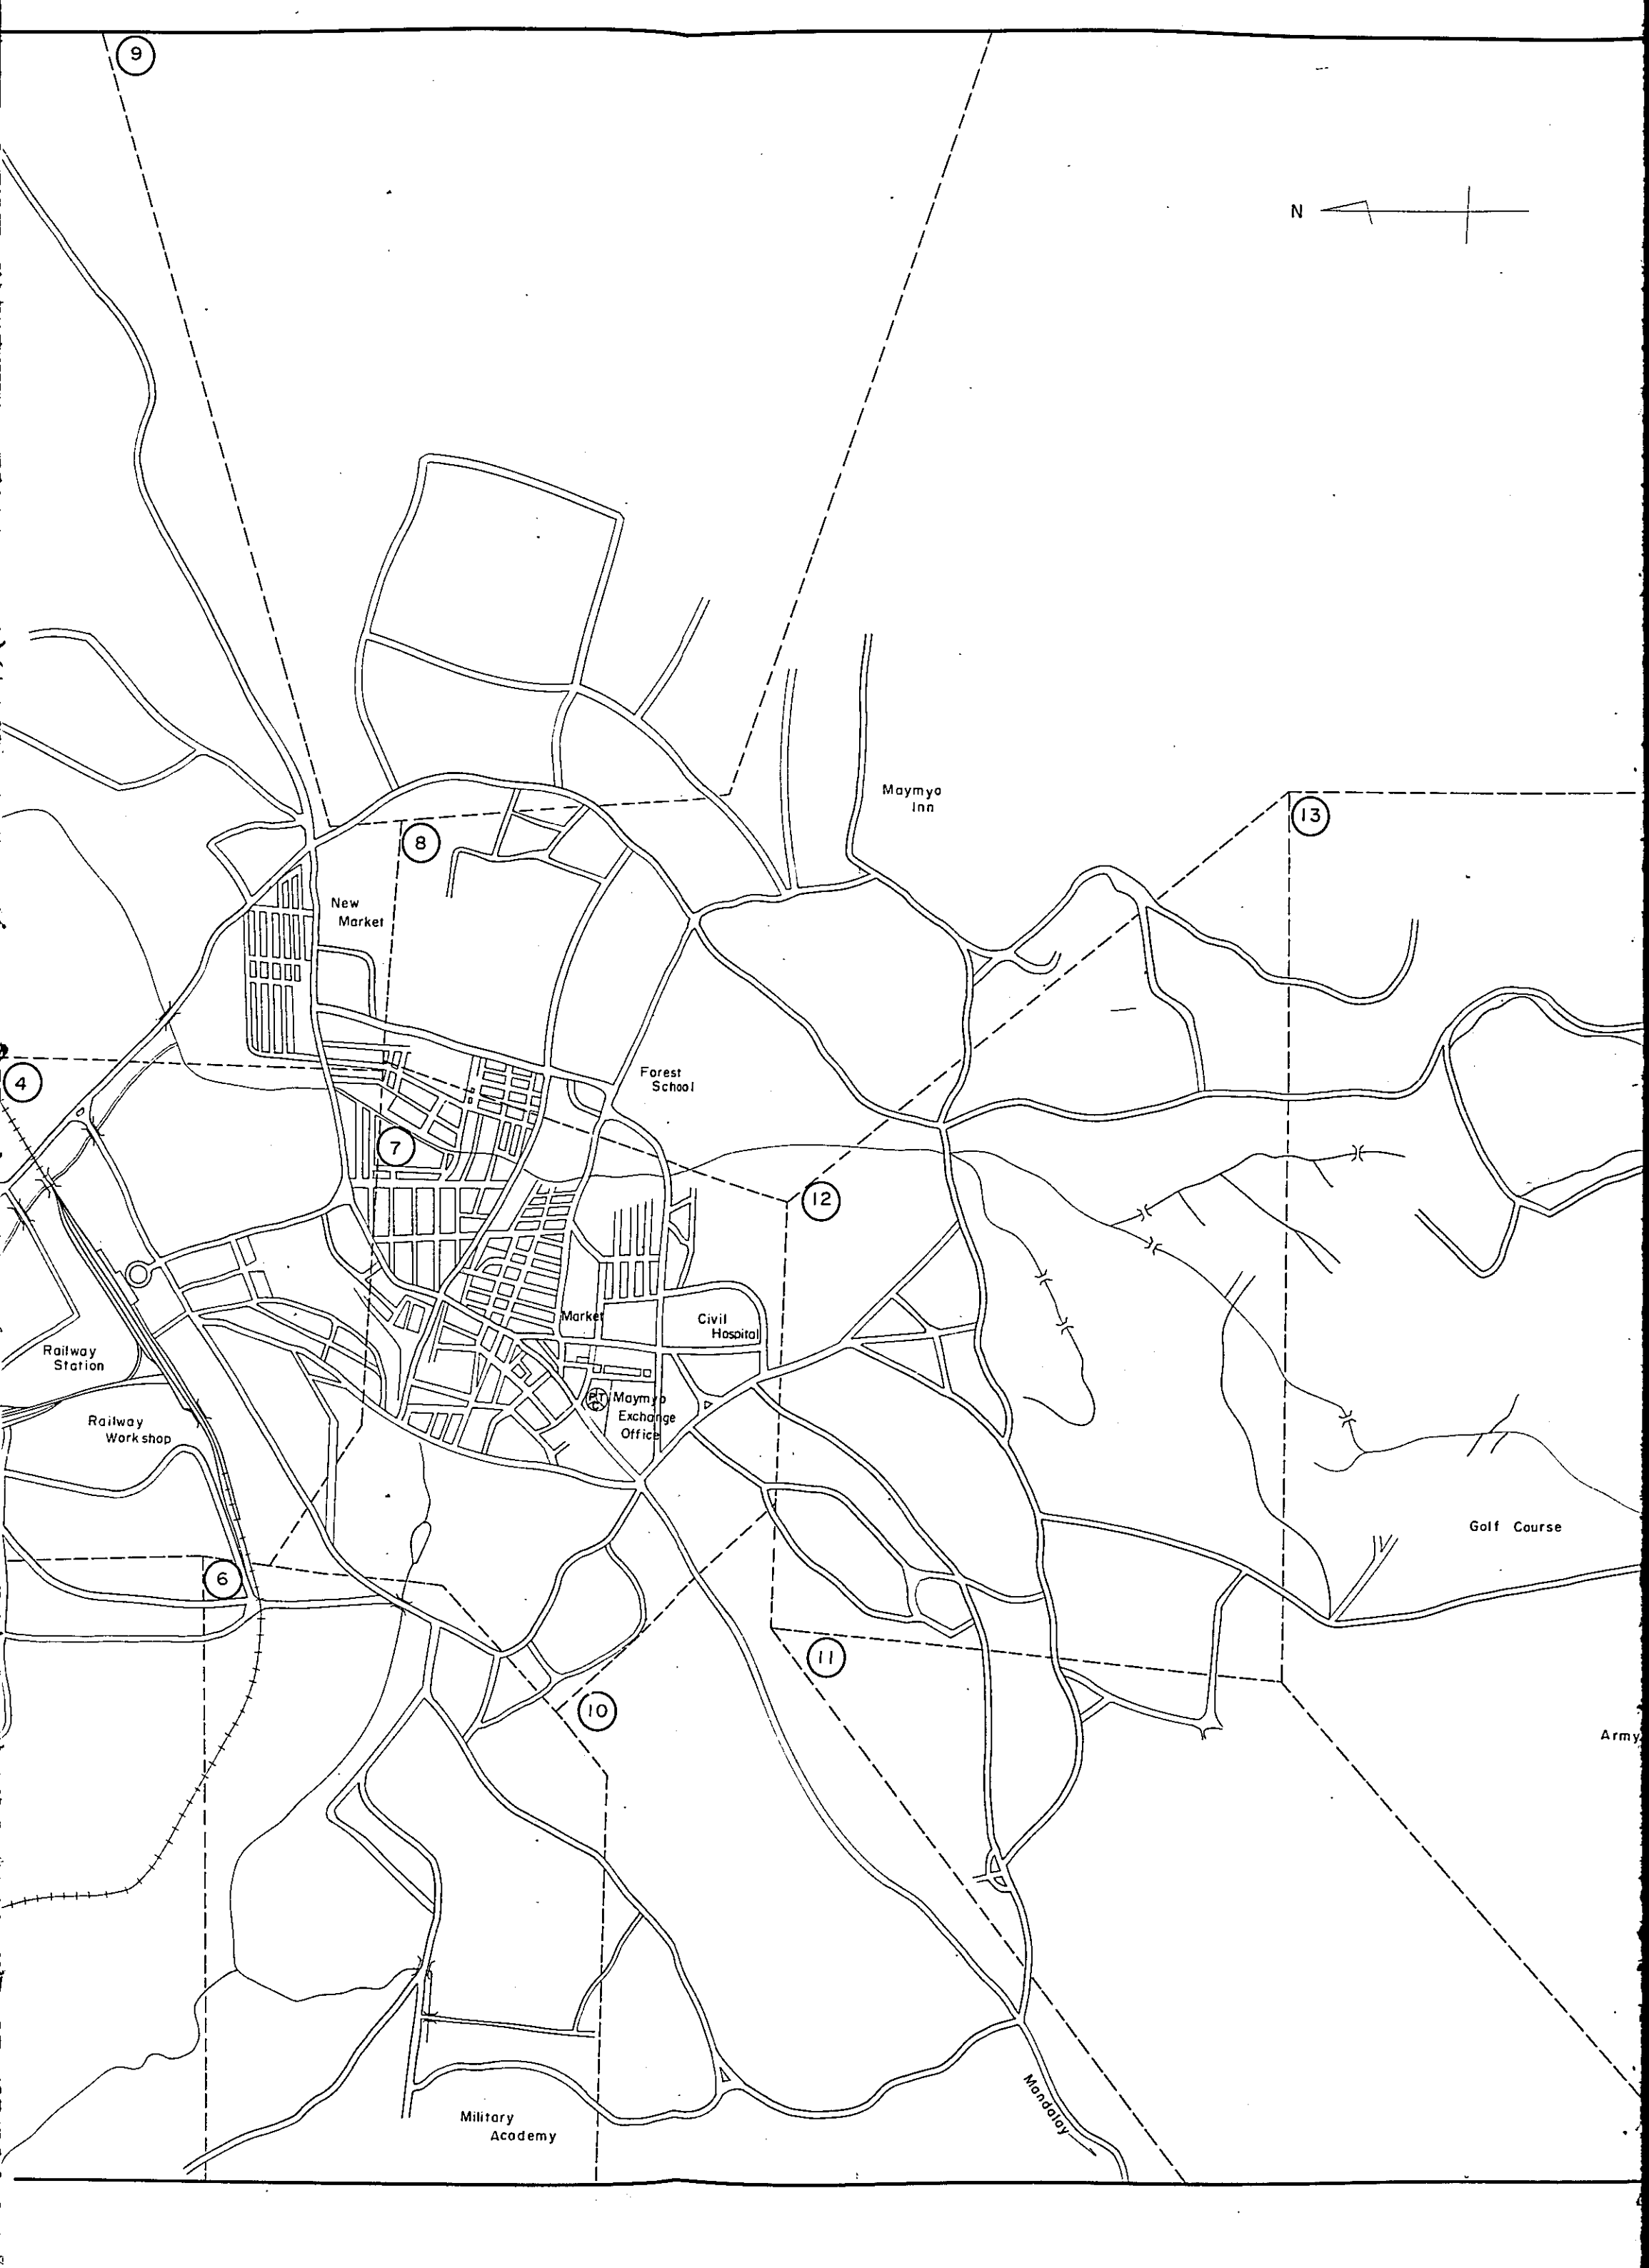 9
N
Maymyo
Inn
13
8
New
Market
4
Forest
School
7
12
Market
Civil
Hospital
Railway
Station
Maymyo
Exchange
Office
Railway
Workshop
Golf Course
6
11
10
Army
Mandalay
Military
Academy